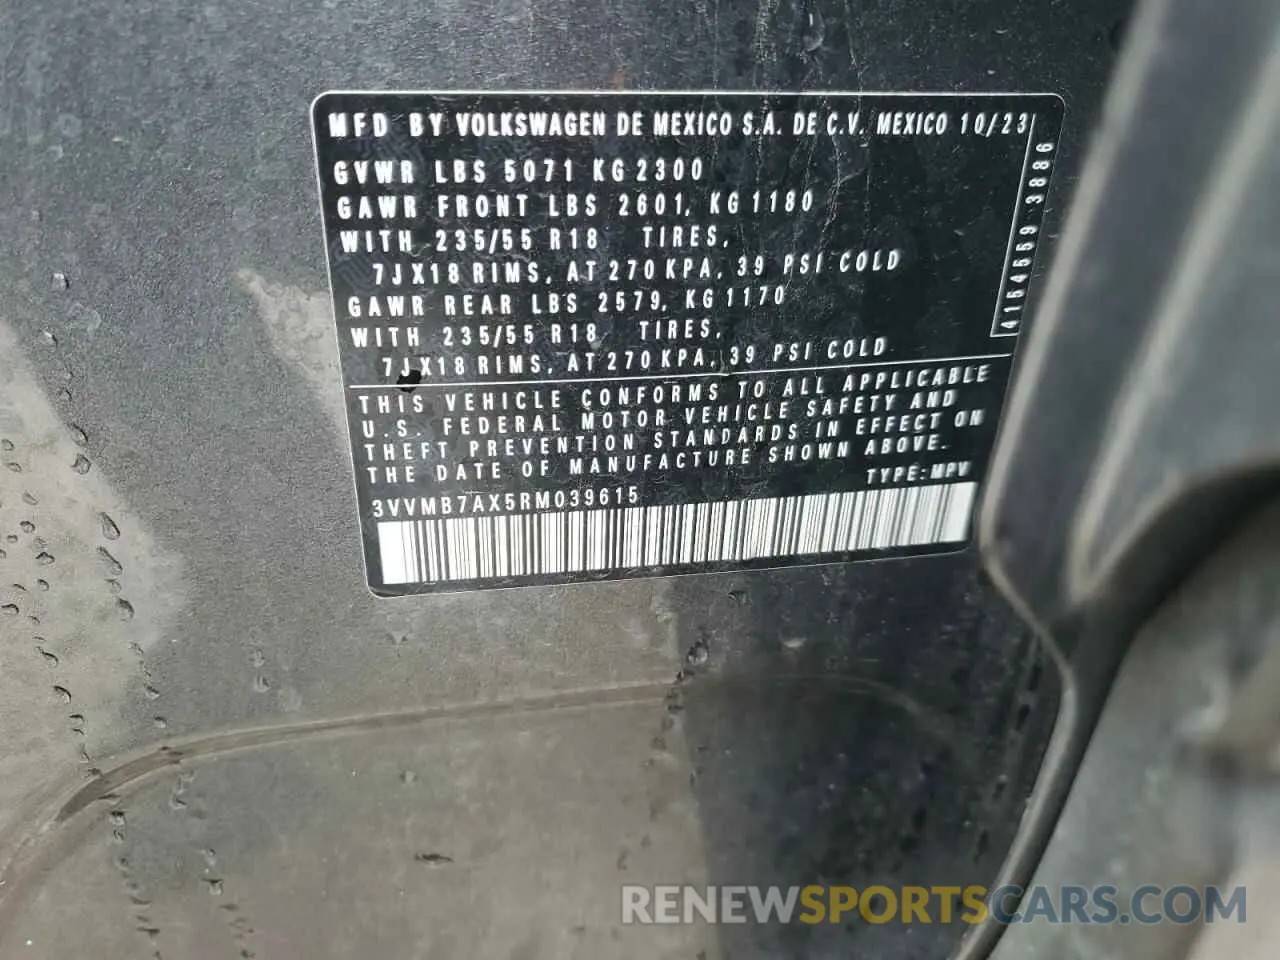 MFD BY VOLKSWAGEN DE MEXICO S.A. DE C.V. MEXICO 10/23
GVWR LBS 5071 KG 2300
GAWR FRONT LBS 2601, KG 1180
WITH 235/55 R18 TIRES,
7JX18 RIMS, AT 270 KPA, 39 PSI COLD
GAWR REAR LBS 2579, KG 1170
WITH 235/55 R18 TIRES,
7JX18 RIMS, AT 270 KPA, 39 PSI COLD
4164559 3886
THIS VEHICLE CONFORMS TO ALL APPLICABLE
U.S. FEDERAL MOTOR VEHICLE SAFETY AND
THEFT PREVENTION STANDARDS IN EFFECT ON
THE DATE OF MANUFACTURE SHOWN ABOVE.
TYPE: MPV
3VVMB7AX5RM039615
RENEWSPORTSCARS.COM